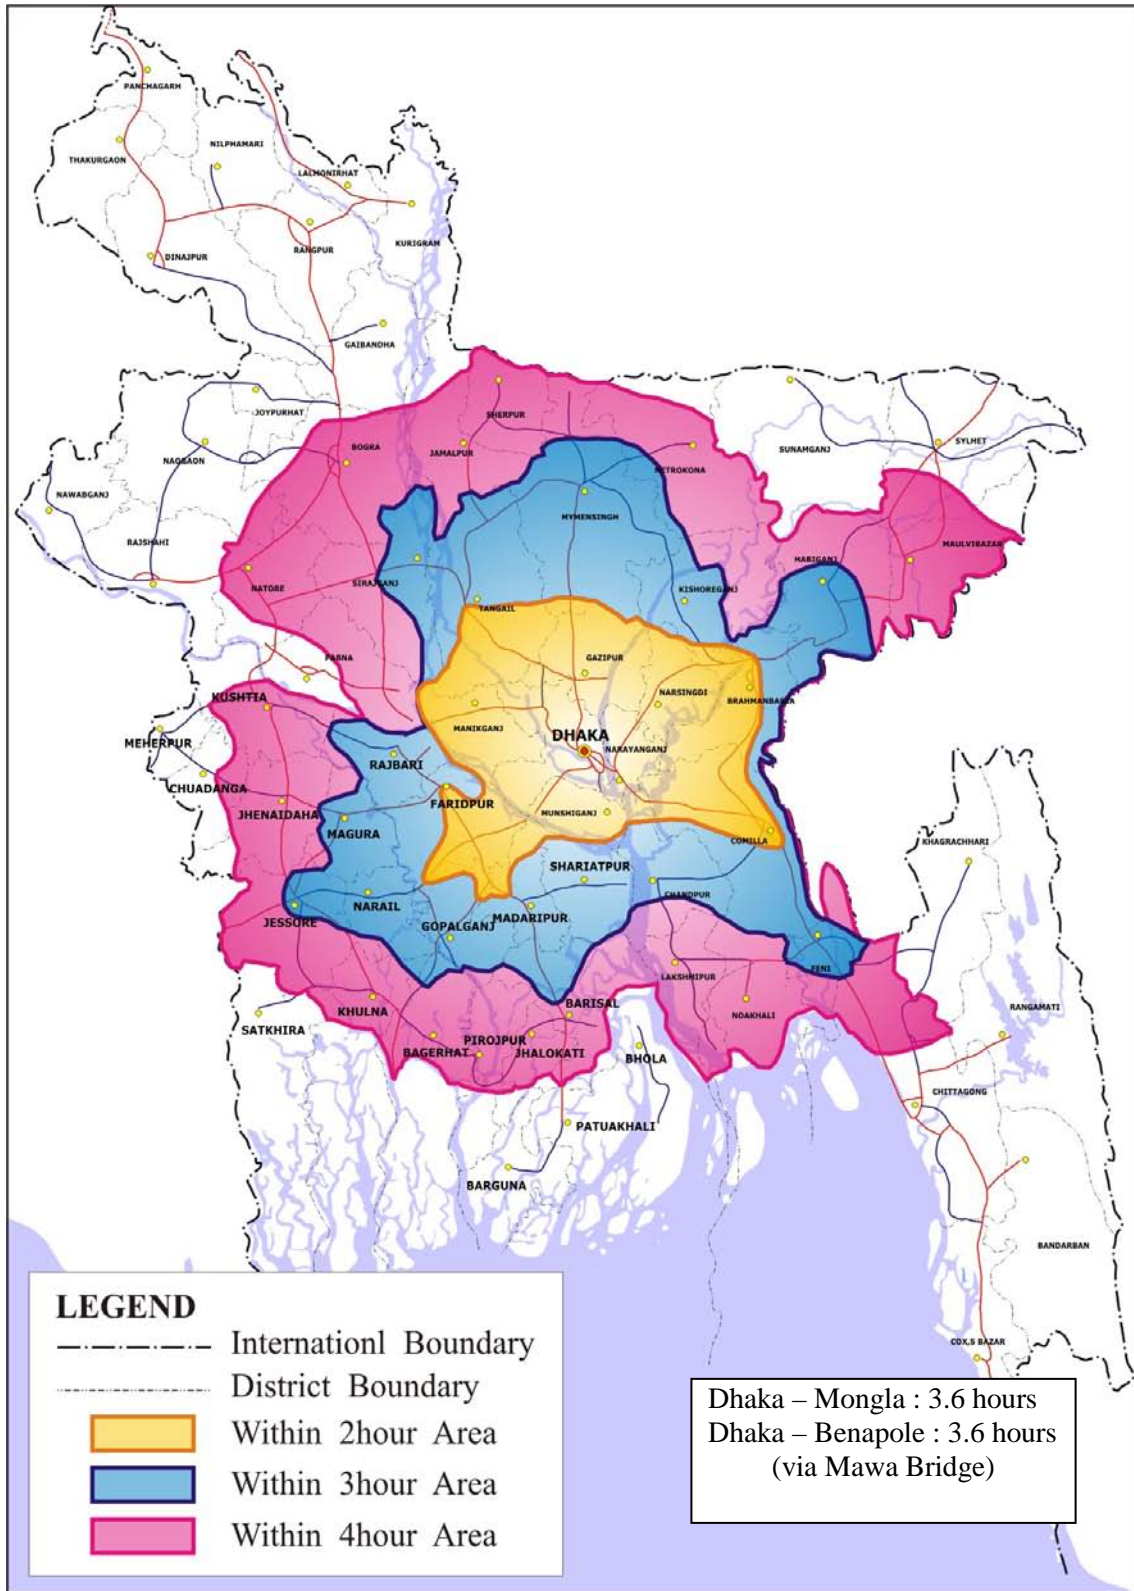 PANCHAGARH
THAKURGAON
NILPHAMARI
LALMONIRHAT
DINAJPUR
RANGPUR
KURIGRAM
GAIBANDHA
JOYPURHAT
SHERPUR
NAOGAON
BOGRA
JAMALPUR
NETROKONA
SUNAMGANJ
SYLHET
NAWABGANJ
MYMENSINGH
RAJSHAHI
HABIGANJ
MAULVIBAZAR
NATORE
SIRAJGANJ
KISHOREGANJ
TANGAIL
PABNA
GAZIPUR
KUSHTIA
NARSINGDI
BRAHMANBARIA
MEHERPUR
MANIKGANJ
DHAKA
NARAYANGANJ
RAJBARI
CHUADANGA
FARIDPUR
JHENAIDAHA
MUNSHIGANJ
MAGURA
COMILLA
KHAGRACHHARI
SHARIATPUR
NARAIL
CHANDPUR
JESSORE
MADARIPUR
GOPALGANJ
LAKSHMIPUR
FENI
KHULNA
BARISAL
NOAKHALI
RANGAMATI
SATKHIRA
PIROJPUR
BAGERHAT
JHALOKATI
BHOLA
CHITTAGONG
PATUAKHALI
BARGUNA
BANDARBAN
COX,S BAZAR
LEGEND
Internationl Boundary
District Boundary
Within 2hour Area
Within 3hour Area
Within 4hour Area
Dhaka – Mongla : 3.6 hours
Dhaka – Benapole : 3.6 hours
(via Mawa Bridge)